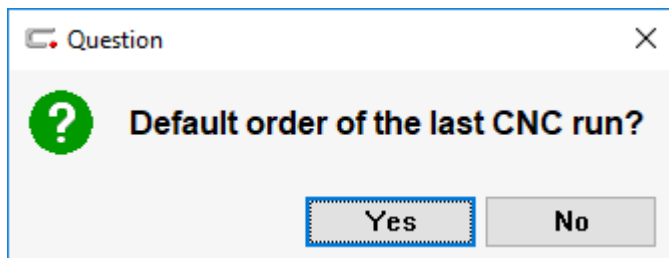 Question
Default order of the last CNC run?
Yes No